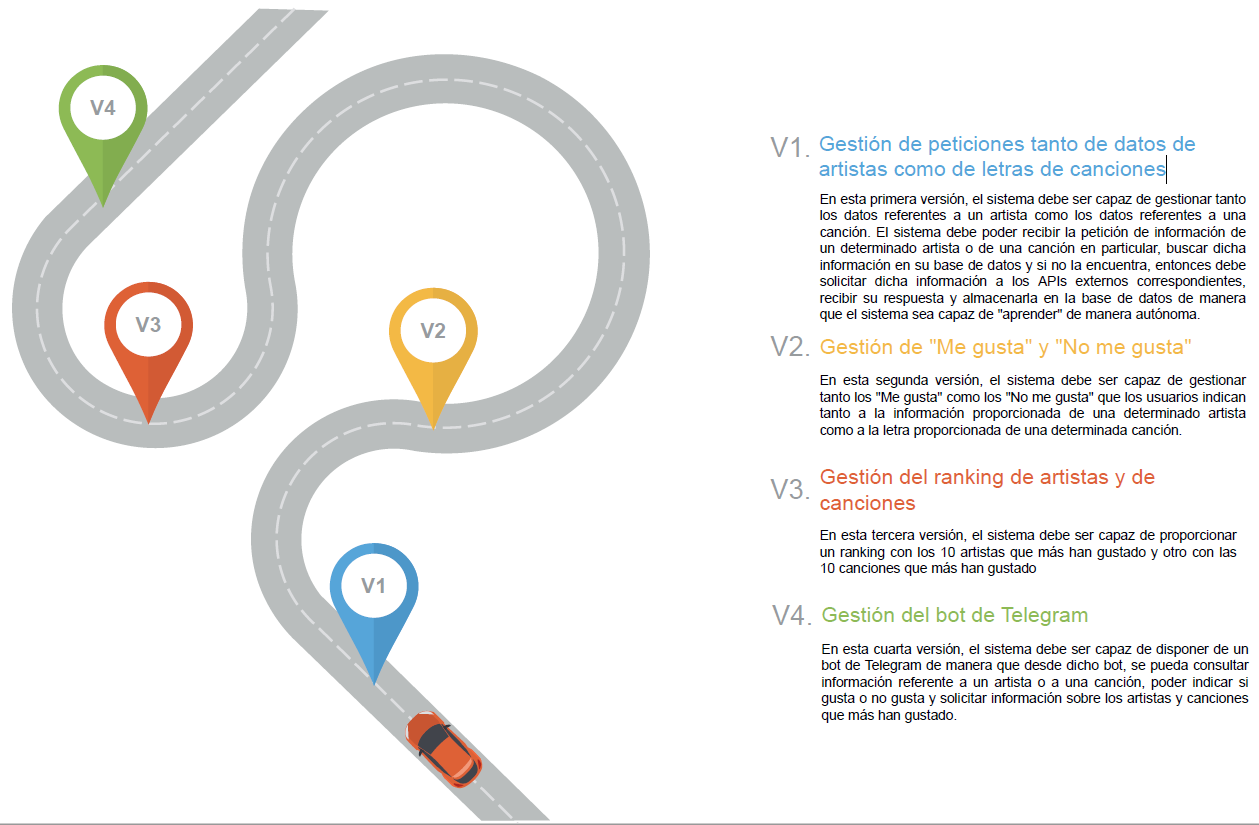 V4
V3
V2
V1
V1. Gestión de peticiones tanto de datos de
artistas como de letras de canciones
En esta primera versión, el sistema debe ser capaz de gestionar tanto
los datos referentes a un artista como los datos referentes a una
canción. El sistema debe poder recibir la petición de información de
un determinado artista o de una canción en particular, buscar dicha
información en su base de datos y si no la encuentra, entonces debe
solicitar dicha información a los APIs externos correspondientes,
recibir su respuesta y almacenarla en la base de datos de manera
que el sistema sea capaz de "aprender" de manera autónoma.
V2. Gestión de "Me gusta" y "No me gusta"
En esta segunda versión, el sistema debe ser capaz de gestionar
tanto los "Me gusta" como los "No me gusta" que los usuarios indican
tanto a la información proporcionada de una determinado artista
como a la letra proporcionada de una determinada canción.
V3. Gestión del ranking de artistas y de
canciones
En esta tercera versión, el sistema debe ser capaz de proporcionar
un ranking con los 10 artistas que más han gustado y otro con las
10 canciones que más han gustado
V4. Gestión del bot de Telegram
En esta cuarta versión, el sistema debe ser capaz de disponer de un
bot de Telegram de manera que desde dicho bot, se pueda consultar
información referente a un artista o a una canción, poder indicar si
gusta o no gusta y solicitar información sobre los artistas y canciones
que más han gustado.